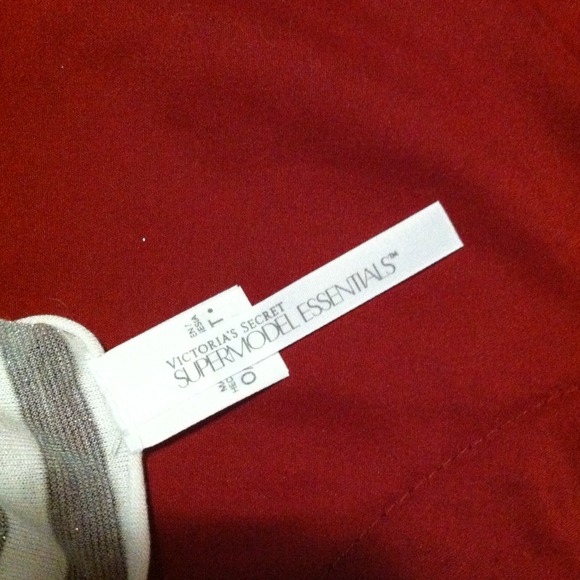 VICTORIA'S SECRET
SUPERMODEL ESSENTIALS™
T.
O